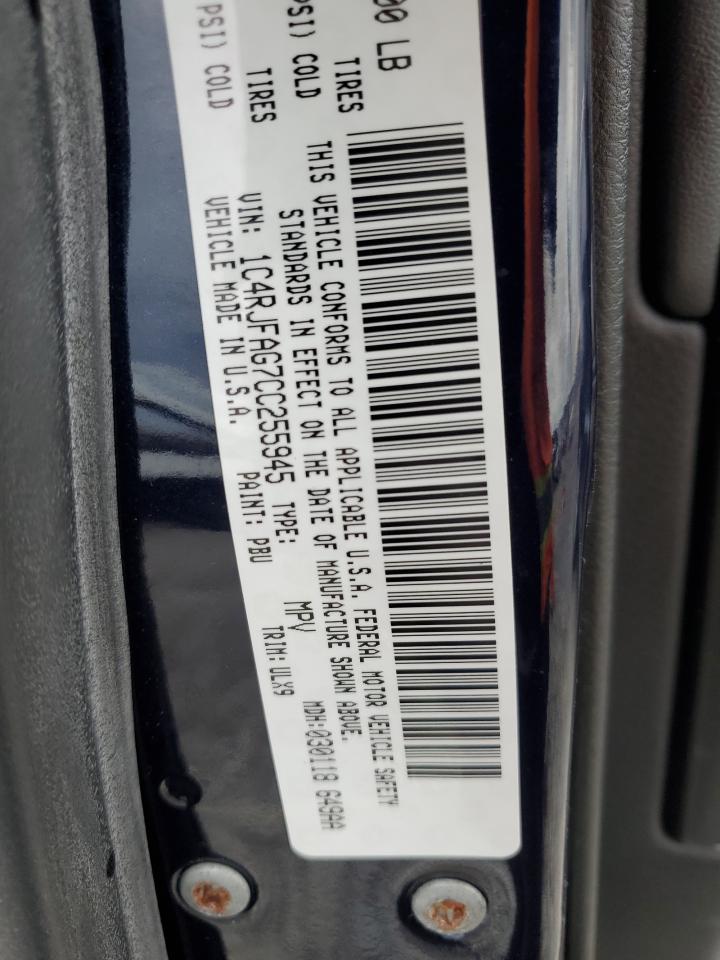 00 LB
TIRES
PSI) COLD
TIRES
PSI) COLD
THIS VEHICLE CONFORMS TO ALL APPLICABLE U.S.A. FEDERAL MOTOR VEHICLE SAFETY
STANDARDS IN EFFECT ON THE DATE OF MANUFACTURE SHOWN ABOVE.
VIN: 1C4RJFAG7CC255945 TYPE: MPV MDH:030118 649AA
VEHICLE MADE IN U.S.A. PAINT: PBU TRIM:ULX9